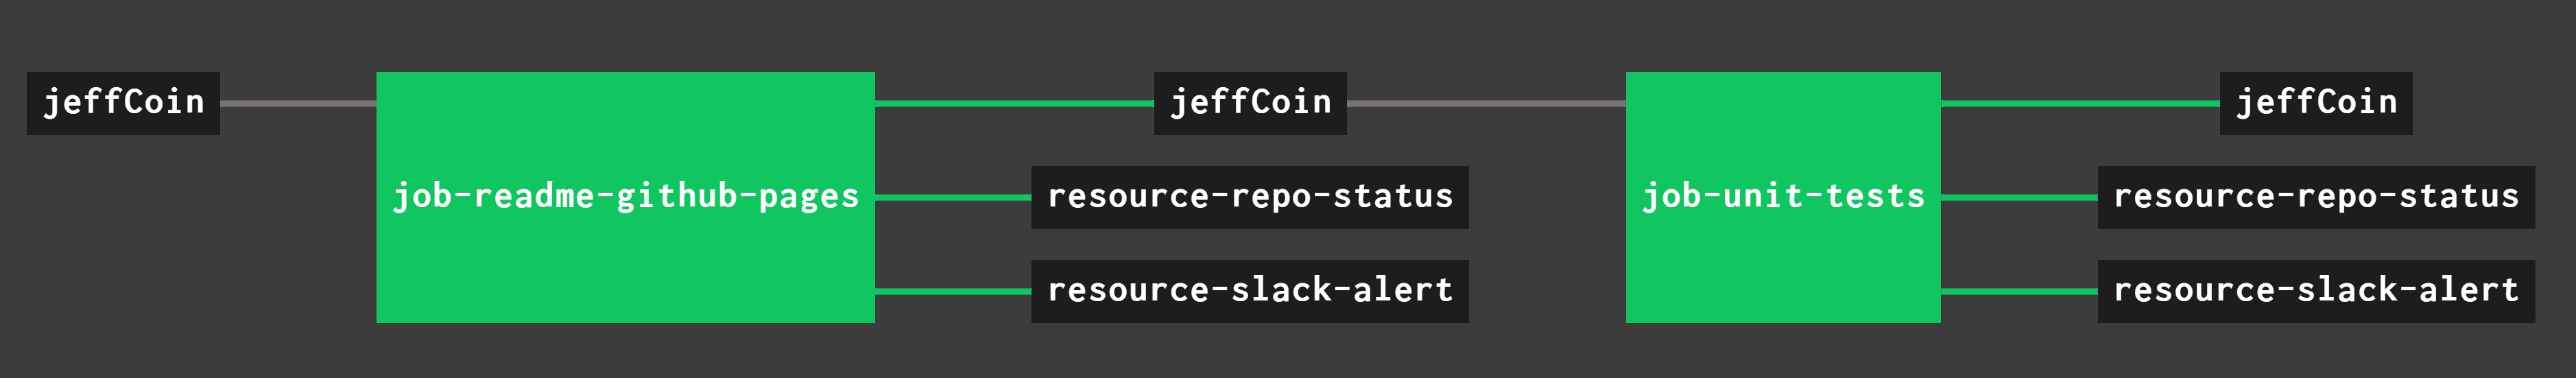 jeffCoin
job-readme-github-pages
jeffCoin
resource-repo-status
resource-slack-alert
job-unit-tests
jeffCoin
resource-repo-status
resource-slack-alert